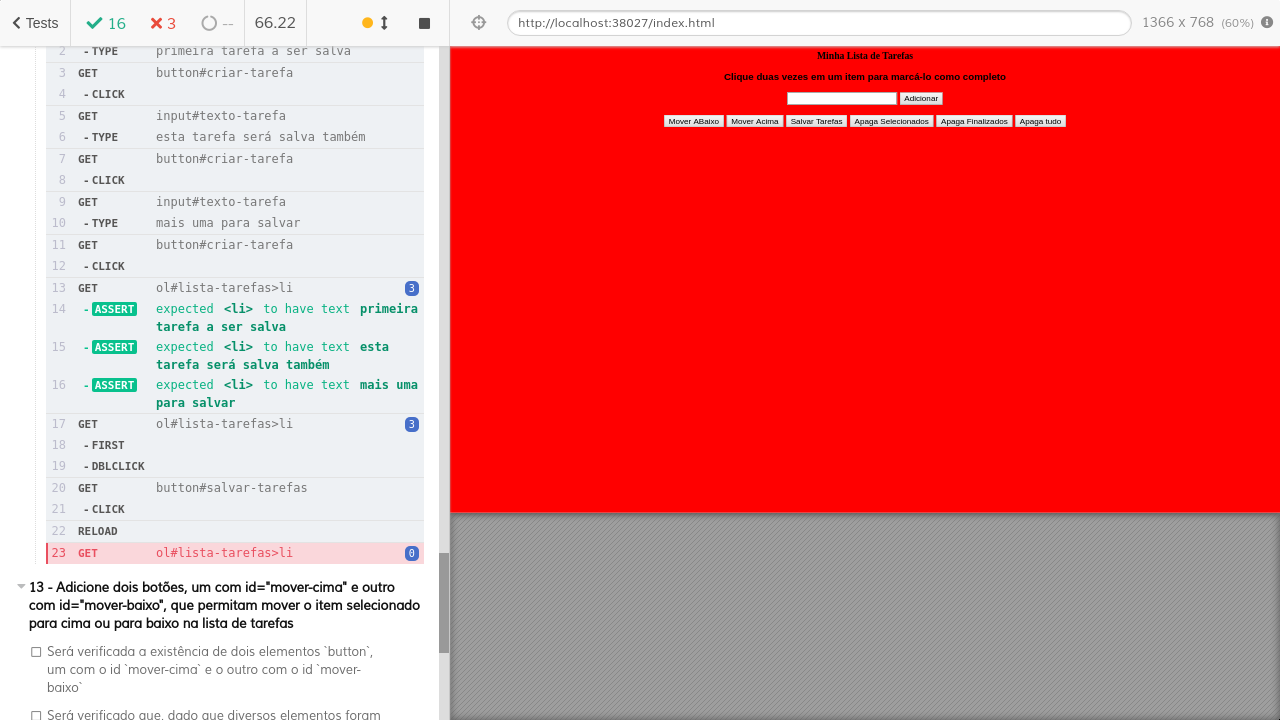 Tests 16 3 -- 66.22
http://localhost:38027/index.html 1366 x 768 (60%)
2 - TYPE primeira tarefa a ser salva
3 GET button#criar-tarefa
4 - CLICK
5 GET input#texto-tarefa
6 - TYPE esta tarefa será salva também
7 GET button#criar-tarefa
8 - CLICK
9 GET input#texto-tarefa
10 - TYPE mais uma para salvar
11 GET button#criar-tarefa
12 - CLICK
13 GET ol#lista-tarefas>li 3
14 - ASSERT expected <li> to have text primeira
tarefa a ser salva
15 - ASSERT expected <li> to have text esta
tarefa será salva também
16 - ASSERT expected <li> to have text mais uma
para salvar
17 GET ol#lista-tarefas>li 3
18 - FIRST
19 - DBLCLICK
20 GET button#salvar-tarefas
21 - CLICK
22 RELOAD
23 GET ol#lista-tarefas>li 0
13 - Adicione dois botões, um com id="mover-cima" e outro
com id="mover-baixo", que permitam mover o item selecionado
para cima ou para baixo na lista de tarefas
Será verificada a existência de dois elementos `button`,
um com o id `mover-cima` e o outro com o id `mover-
baixo`
Será verificado que, dado que diversos elementos foram
Minha Lista de Tarefas
Clique duas vezes em um item para marcá-lo como completo
Adicionar
Mover ABaixo Mover Acima Salvar Tarefas Apaga Selecionados Apaga Finalizados Apaga tudo